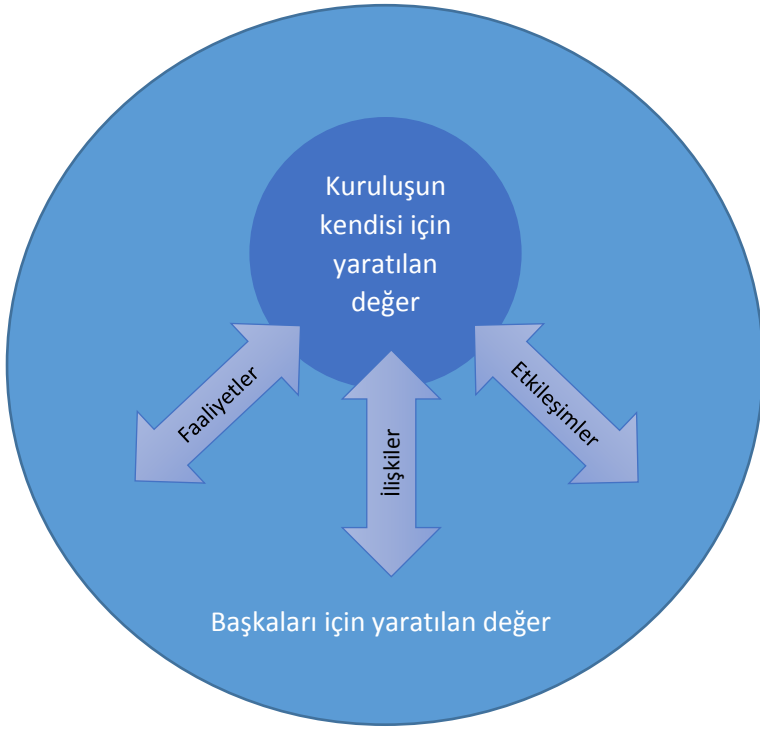 Kuruluşun
kendisi için
yaratılan
değer
Faaliyetler
İlişkiler
Etkileşimler
Başkaları için yaratılan değer